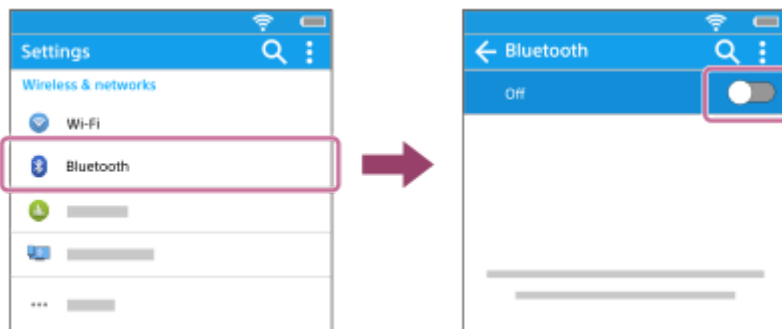 Settings
Wireless & networks
Wi-Fi
Bluetooth
Bluetooth
Off